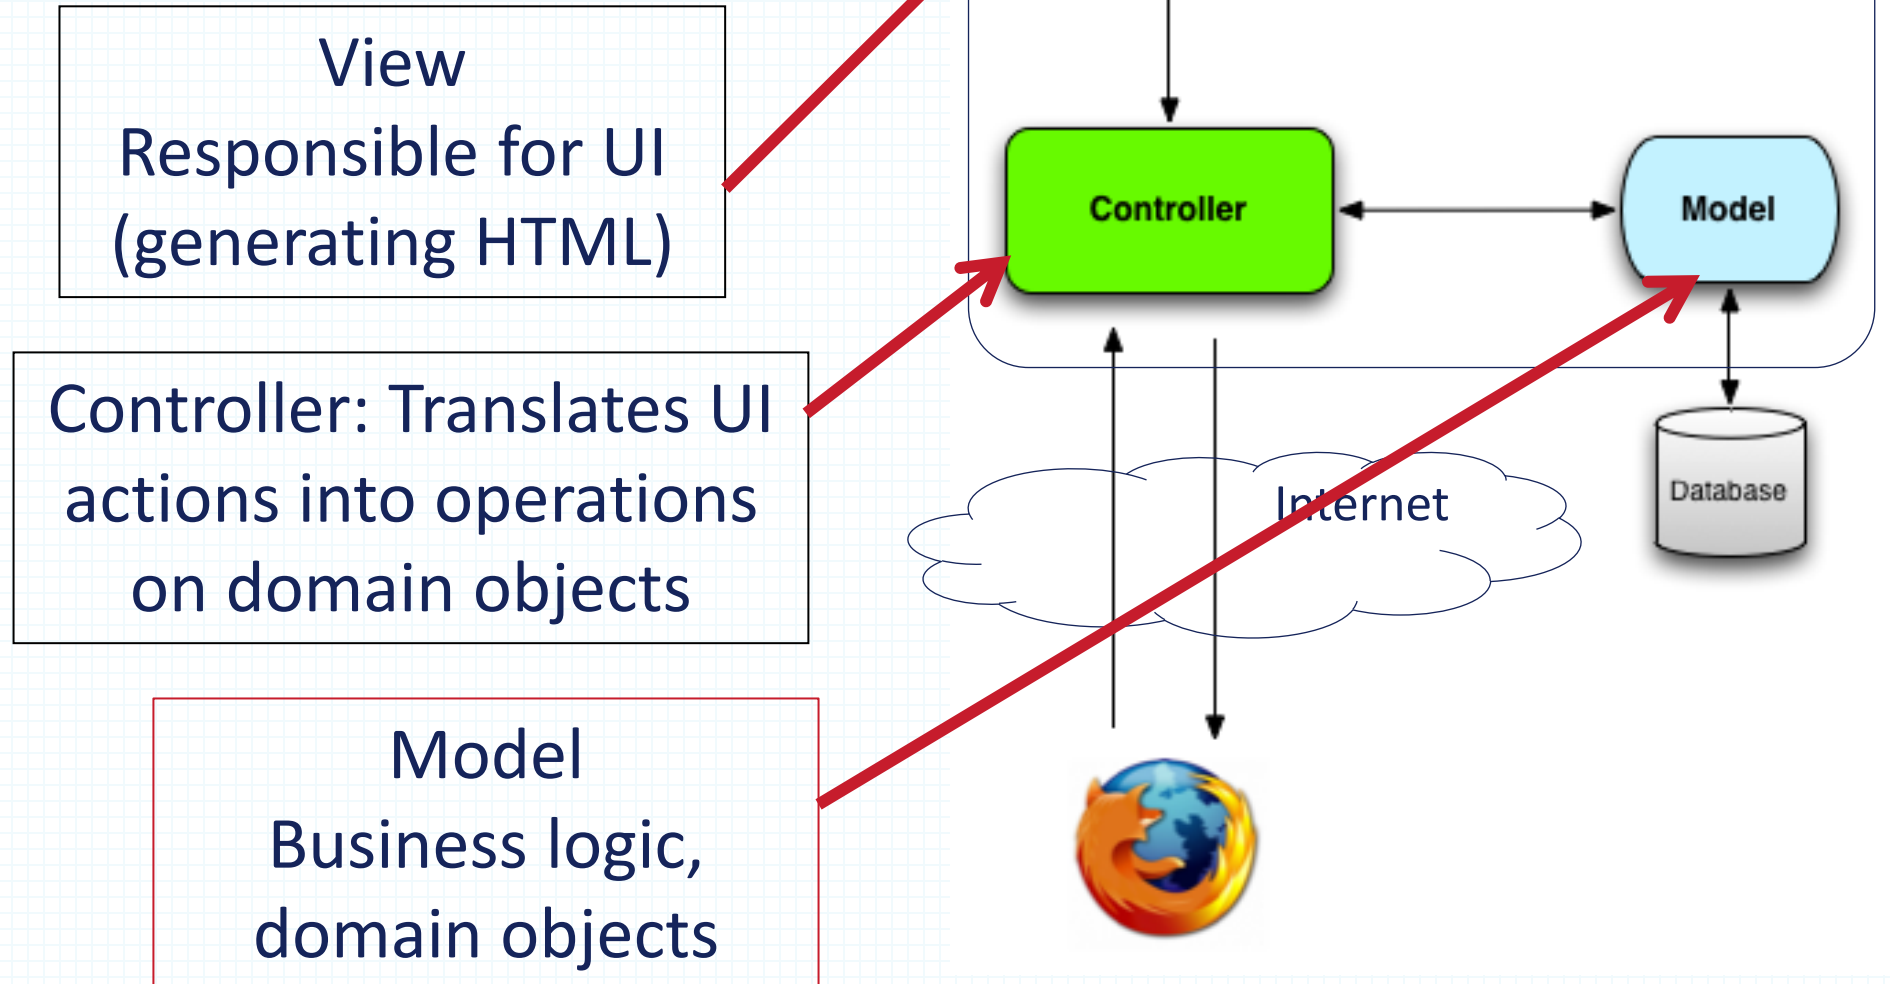 View
Responsible for UI
(generating HTML)
Controller: Translates UI
actions into operations
on domain objects
Model
Business logic,
domain objects
Controller
Model
Internet
Database